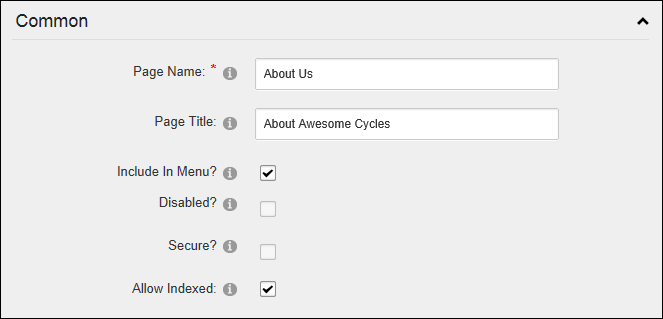 Common
Page Name: * About Us
Page Title: About Awesome Cycles
Include In Menu?
Disabled?
Secure?
Allow Indexed: